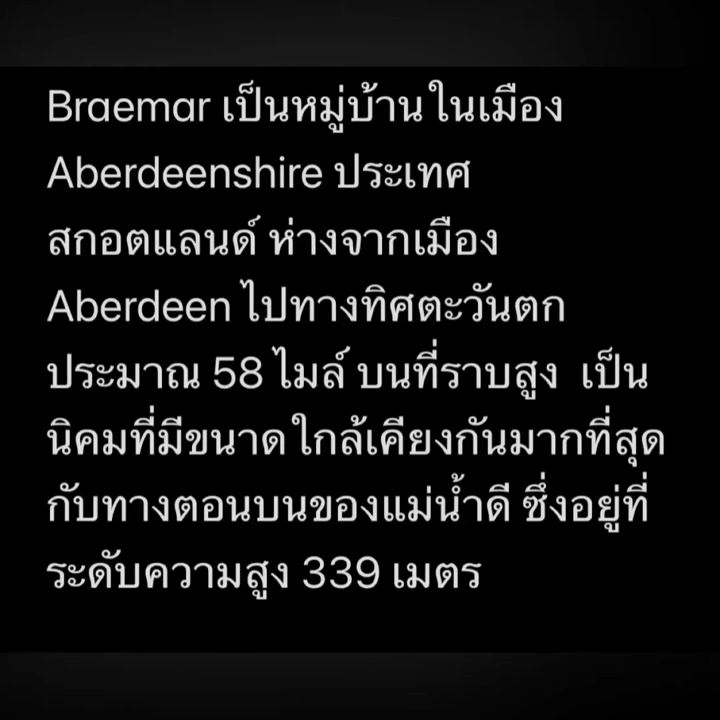 Braemar เป็นหมู่บ้านในเมือง
Aberdeenshire ประเทศ
สกอตแลนด์ ห่างจากเมือง
Aberdeen ไปทางทิศตะวันตก
ประมาณ 58 ไมล์ บนที่ราบสูง เป็น
นิคมที่มีขนาดใกล้เคียงกันมากที่สุด
กับทางตอนบนของแม่น้ำดี ซึ่งอยู่ที่
ระดับความสูง 339 เมตร